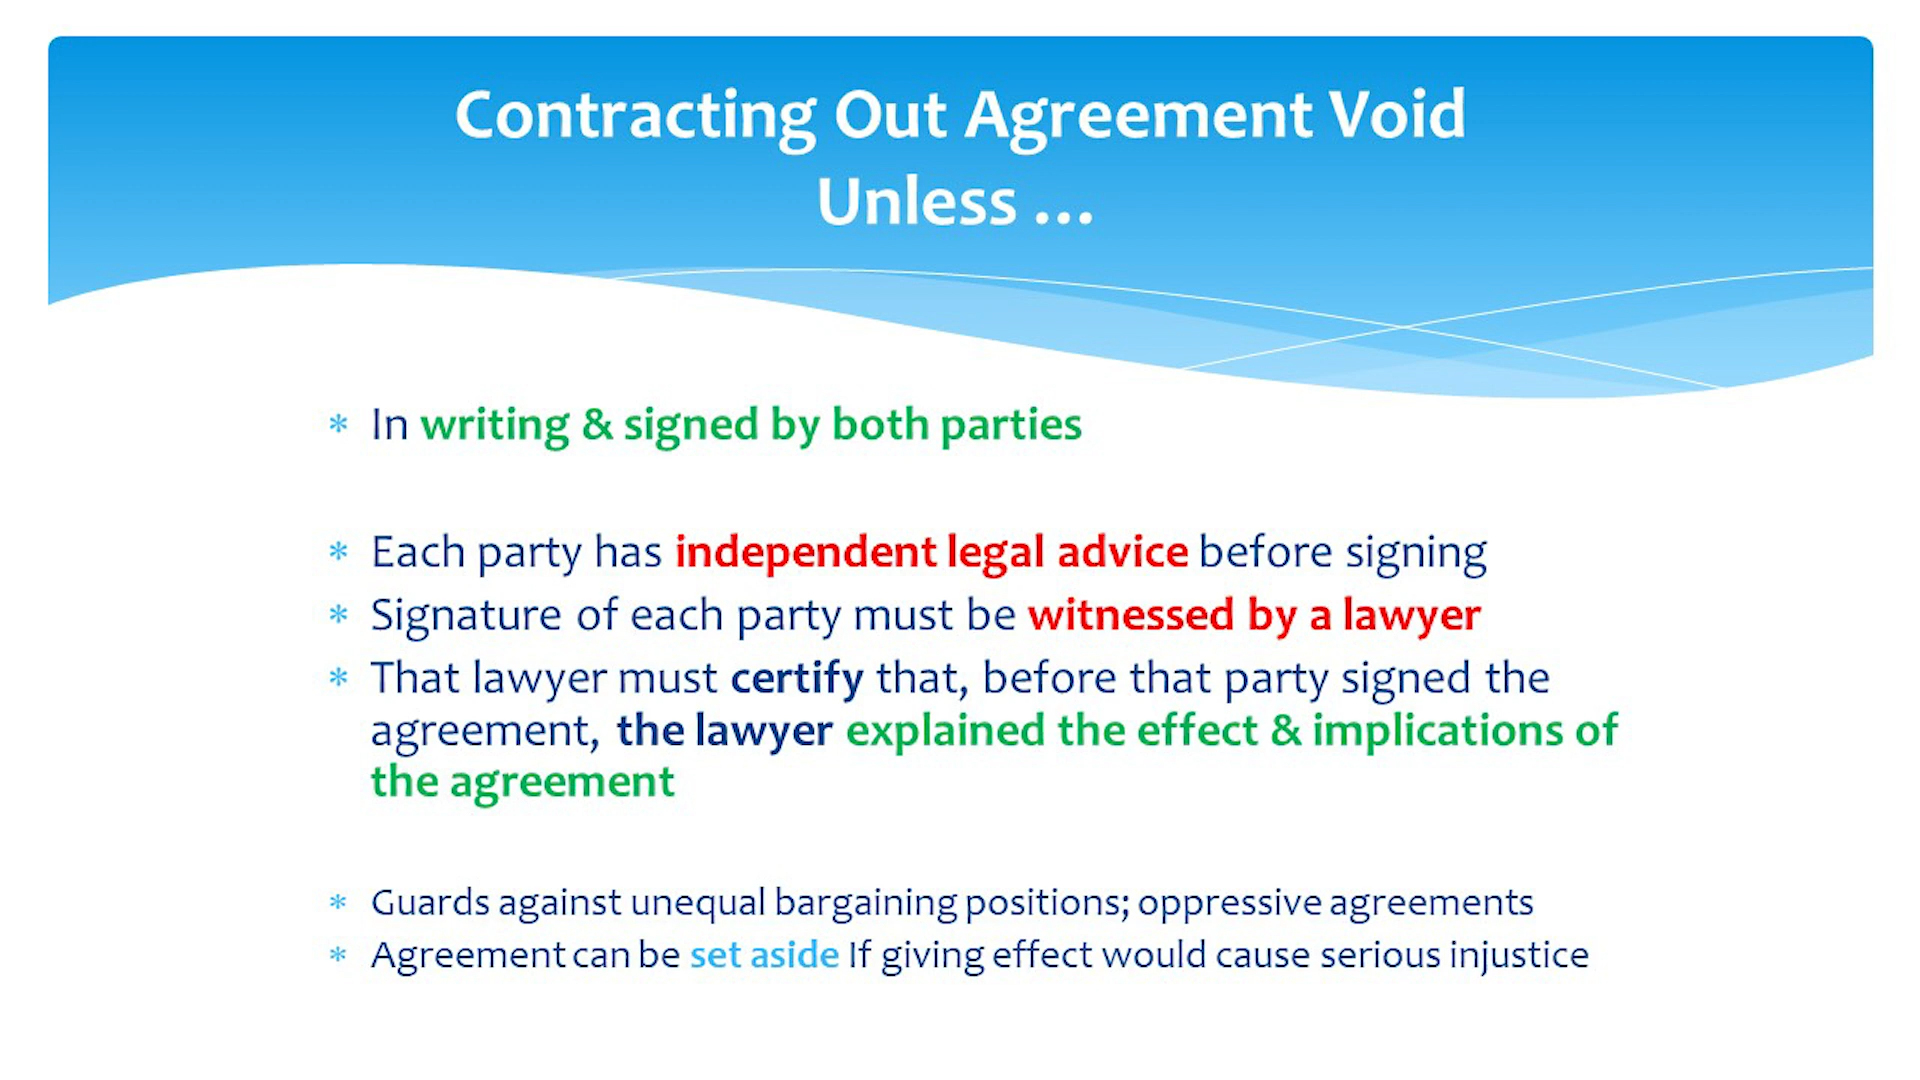 Contracting Out Agreement Void
Unless ...
* In writing & signed by both parties
* Each party has independent legal advice before signing
* Signature of each party must be witnessed by a lawyer
* That lawyer must certify that, before that party signed the
agreement, the lawyer explained the effect & implications of
the agreement
* Guards against unequal bargaining positions; oppressive agreements
* Agreement can be set aside If giving effect would cause serious injustice